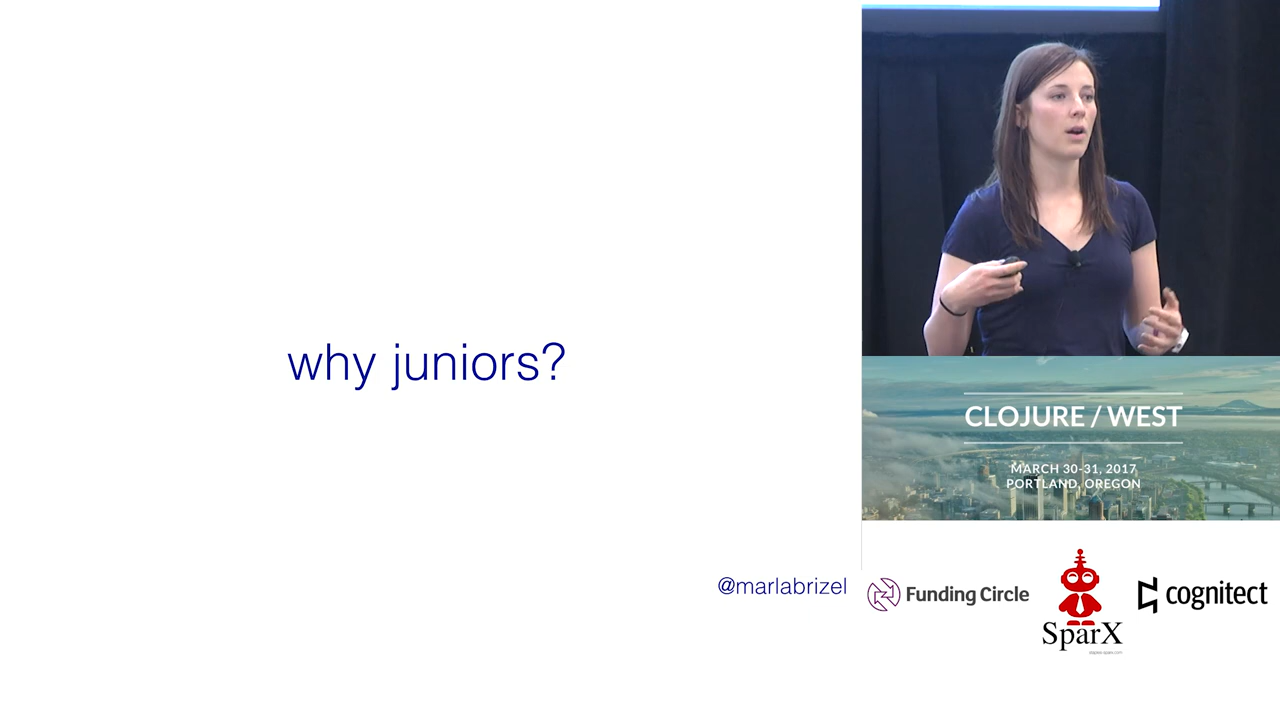 why juniors?
@marlabrizel
CLOJURE / WEST
MARCH 30-31, 2017
PORTLAND, OREGON
Funding Circle
SparX
cognitect